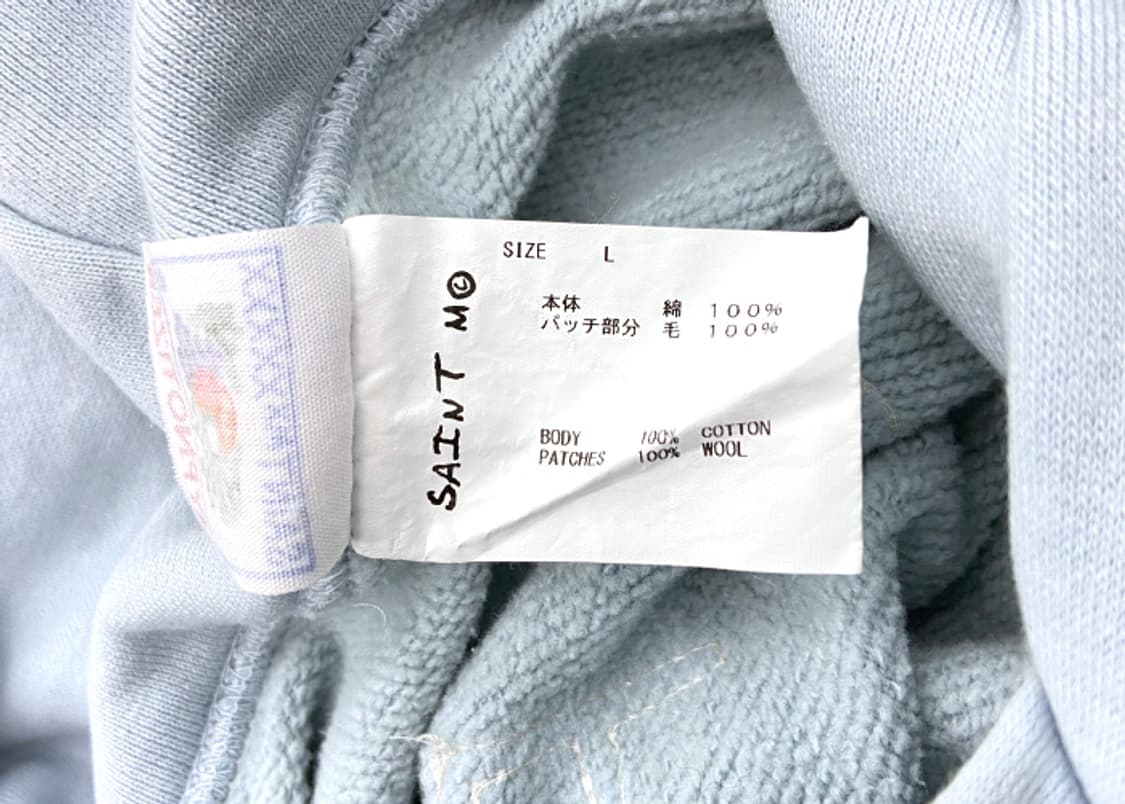 SAINT M©
SIZE L
本体 綿 100%
パッチ部分 毛 100%
BODY 100% COTTON
PATCHES 100% WOOL